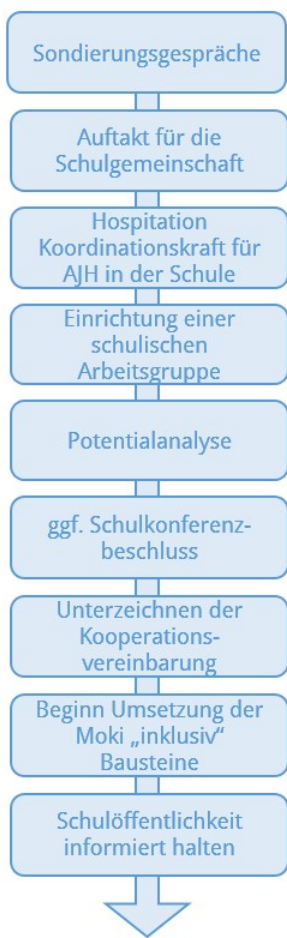 Sondierungsgespräche
Auftakt für die
Schulgemeinschaft
Hospitation
Koordinationskraft für
AJH in der Schule
Einrichtung einer
schulischen
Arbeitsgruppe
Potentialanalyse
ggf. Schulkonferenz-
beschluss
Unterzeichnen der
Kooperations-
vereinbarung
Beginn Umsetzung der
Moki „inklusiv“
Bausteine
Schulöffentlichkeit
informiert halten